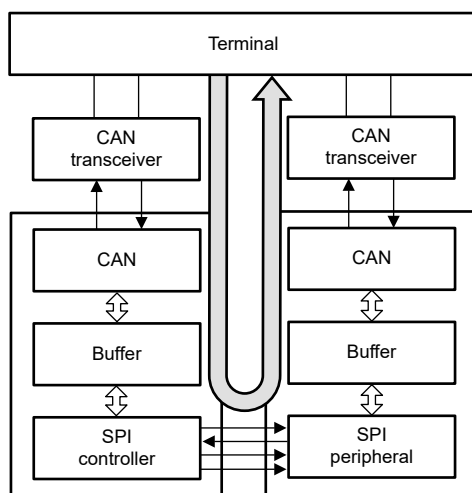 Terminal
CAN
transceiver
CAN
transceiver
CAN
CAN
Buffer
Buffer
SPI
controller
SPI
peripheral